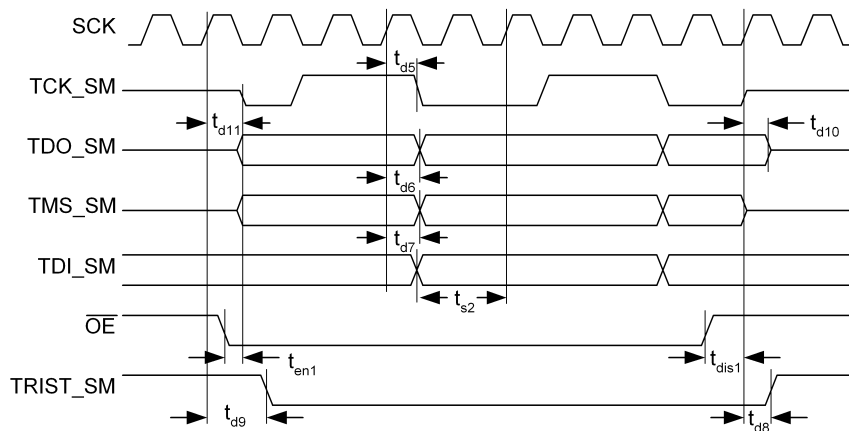 SCK
t_d5
TCK_SM
t_d11
t_d10
TDO_SM
t_d6
TMS_SM
t_d7
TDI_SM
t_s2
OE
t_en1
t_dis1
TRIST_SM
t_d9
t_d8